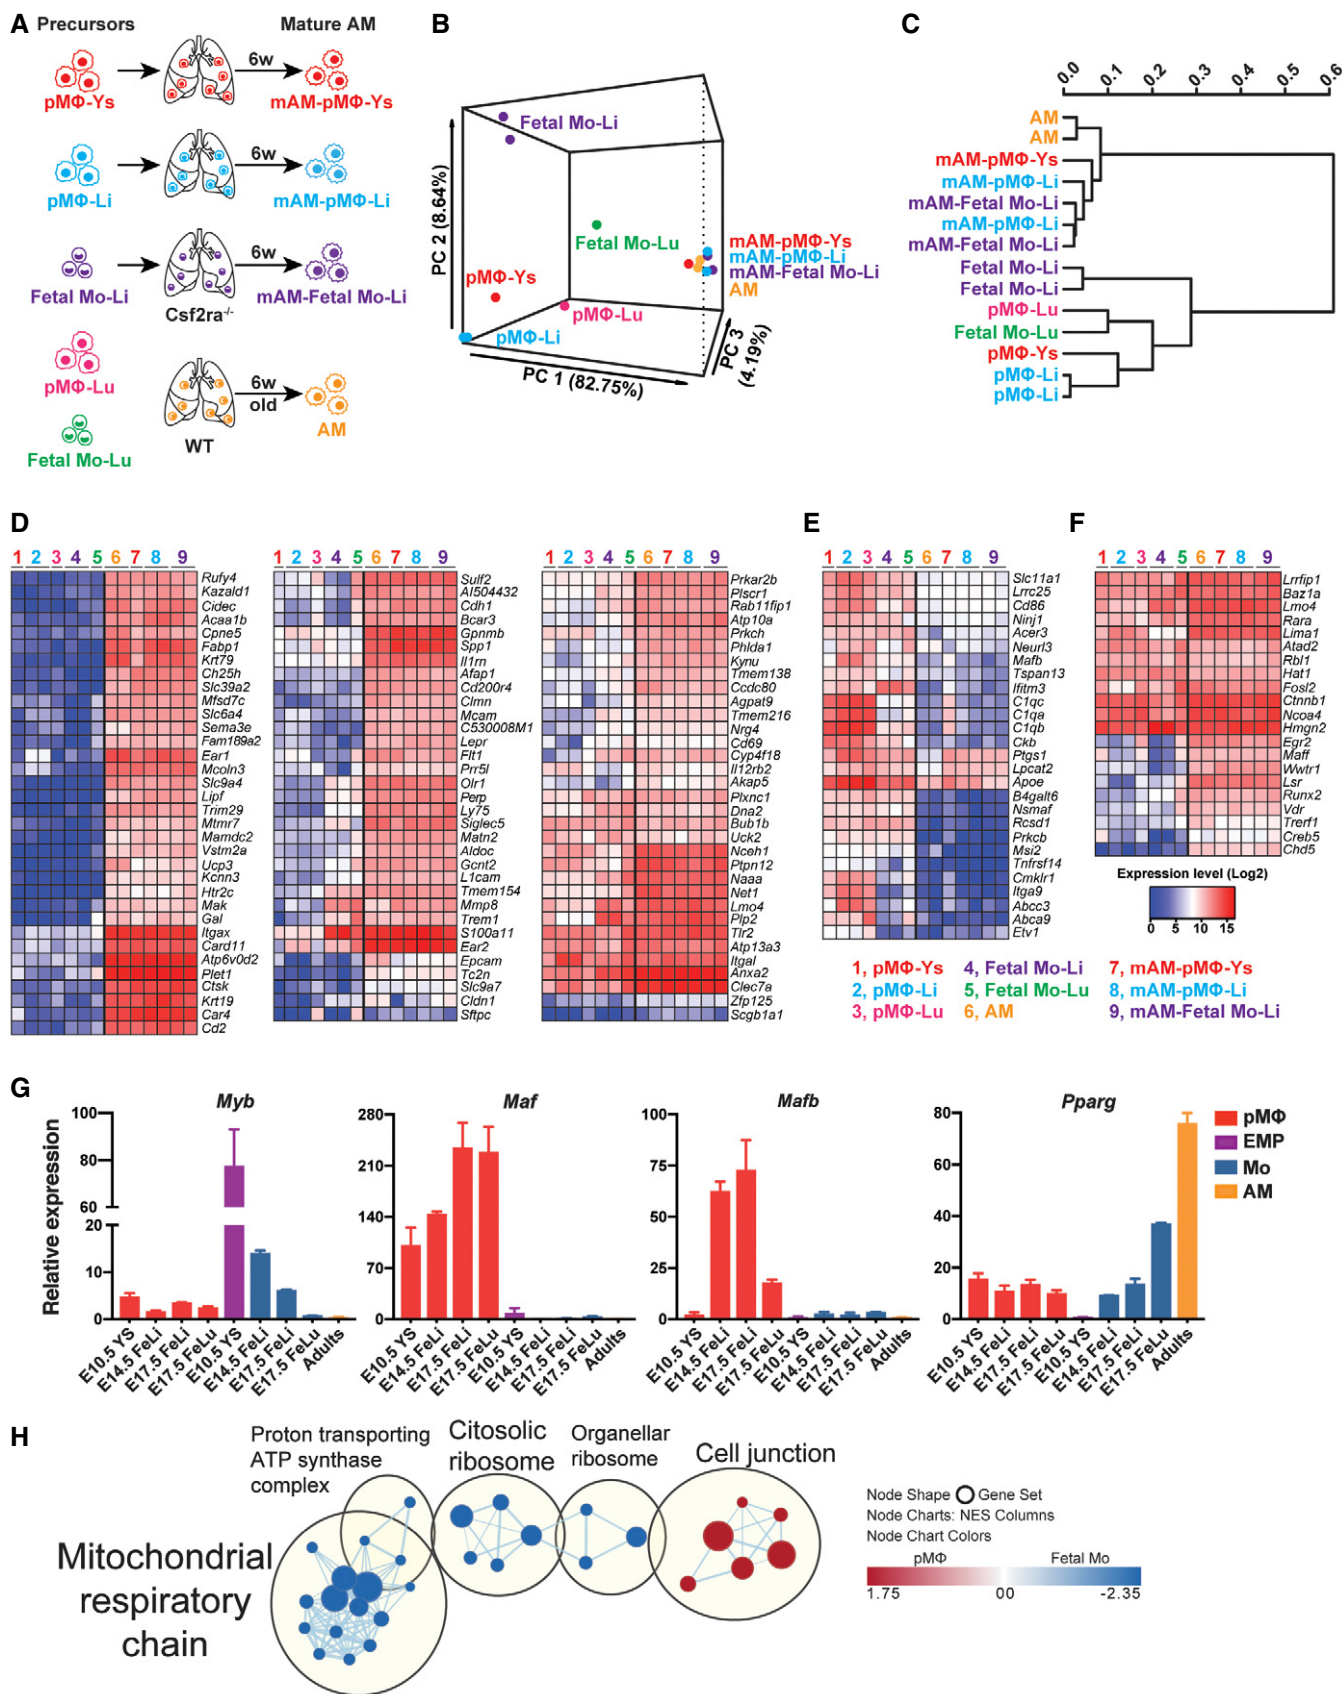 A
Precursors
Mature AM
pMΦ-Ys
6w
mAM-pMΦ-Ys
pMΦ-Li
6w
mAM-pMΦ-Li
Fetal Mo-Li
6w
mAM-Fetal Mo-Li
Csf2ra-/-
pMΦ-Lu
6w
old
AM
WT
Fetal Mo-Lu
B
PC 2 (8.64%)
Fetal Mo-Li
Fetal Mo-Lu
pMΦ-Ys
pMΦ-Li
pMΦ-Lu
mAM-pMΦ-Ys
mAM-pMΦ-Li
mAM-Fetal Mo-Li
AM
PC 1 (82.75%)
PC 3
(4.19%)
C
0.0 0.1 0.2 0.3 0.4 0.5 0.6
AM
AM
mAM-pMΦ-Ys
mAM-pMΦ-Li
mAM-Fetal Mo-Li
mAM-pMΦ-Li
mAM-Fetal Mo-Li
Fetal Mo-Li
Fetal Mo-Li
pMΦ-Lu
Fetal Mo-Lu
pMΦ-Ys
pMΦ-Li
pMΦ-Li
D
1 2 3 4 5 6 7 8 9
Rufy4
Kazald1
Cidec
Acaa1b
Cpne5
Fabp1
Krt79
Ch25h
Slc39a2
Mfsd7c
Slc6a4
Sema3e
Fam189a2
Ear1
Mcoln3
Slc9a4
Lipf
Trim29
Mtmr7
Mamdc2
Vstm2a
Ucp3
Kcnn3
Htr2c
Mak
Gal
Itgax
Card11
Atp6v0d2
Plet1
Ctsk
Krt19
Car4
Cd2
1 2 3 4 5 6 7 8 9
Sulf2
AI504432
Cdh1
Bcar3
Gpnmb
Spp1
Il1rn
Afap1
Cd200r4
Clmn
Mcam
C530008M1
Lepr
Flt1
Prr5l
Olr1
Perp
Ly75
Siglec5
Matn2
Aldoc
Gcnt2
L1cam
Tmem154
Mmp8
Trem1
S100a11
Ear2
Epcam
Tc2n
Slc9a7
Cldn1
Sftpc
1 2 3 4 5 6 7 8 9
Prkar2b
Plscr1
Rab11fip1
Atp10a
Prkch
Phlda1
Kynu
Tmem138
Ccdc80
Agpat9
Tmem216
Nrg4
Cd69
Cyp4f18
Il12rb2
Akap5
Plxnc1
Dna2
Bub1b
Uck2
Nceh1
Ptpn12
Naaa
Net1
Lmo4
Plp2
Tlr2
Atp13a3
Itgal
Anxa2
Clec7a
Zfp125
Scgb1a1
E
1 2 3 4 5 6 7 8 9
Slc11a1
Lrrc25
Cd86
Ninj1
Acer3
Neurl3
Mafb
Tspan13
Ifitm3
C1qc
C1qa
C1qb
Ckb
Ptgs1
Lpcat2
Apoe
B4galt6
Nsmaf
Rcsd1
Prkcb
Msi2
Tnfrsf14
Cmklr1
Itga9
Abcc3
Abca9
Etv1
F
1 2 3 4 5 6 7 8 9
Lrrfip1
Baz1a
Lmo4
Rara
Lima1
Atad2
Rbl1
Hat1
Fosl2
Ctnnb1
Ncoa4
Hmgn2
Egr2
Maff
Wwtr1
Lsr
Runx2
Vdr
Trerf1
Creb5
Chd5
Expression level (Log2)
0 5 10 15
1, pMΦ-Ys 4, Fetal Mo-Li 7, mAM-pMΦ-Ys
2, pMΦ-Li 5, Fetal Mo-Lu 8, mAM-pMΦ-Li
3, pMΦ-Lu 6, AM 9, mAM-Fetal Mo-Li
G
Relative expression
Myb
100
80
60
20
10
0
E10.5 YS
E14.5 FeLi
E17.5 FeLi
E17.5 FeLu
E10.5 YS
E14.5 FeLi
E17.5 FeLi
E17.5 FeLu
Adults
Maf
280
210
140
70
0
E10.5 YS
E14.5 FeLi
E17.5 FeLi
E17.5 FeLu
E10.5 YS
E14.5 FeLi
E17.5 FeLi
E17.5 FeLu
Adults
Mafb
100
75
50
25
0
E10.5 YS
E14.5 FeLi
E17.5 FeLi
E17.5 FeLu
E10.5 YS
E14.5 FeLi
E17.5 FeLi
E17.5 FeLu
Adults
Pparg
80
60
40
20
0
E10.5 YS
E14.5 FeLi
E17.5 FeLi
E17.5 FeLu
E10.5 YS
E14.5 FeLi
E17.5 FeLi
E17.5 FeLu
Adults
pMΦ
EMP
Mo
AM
H
Proton transporting
ATP synthase
complex
Citosolic
ribosome
Organellar
ribosome
Cell junction
Mitochondrial
respiratory
chain
Node Shape Gene Set
Node Charts: NES Columns
Node Chart Colors
pMΦ Fetal Mo
1.75 00 -2.35